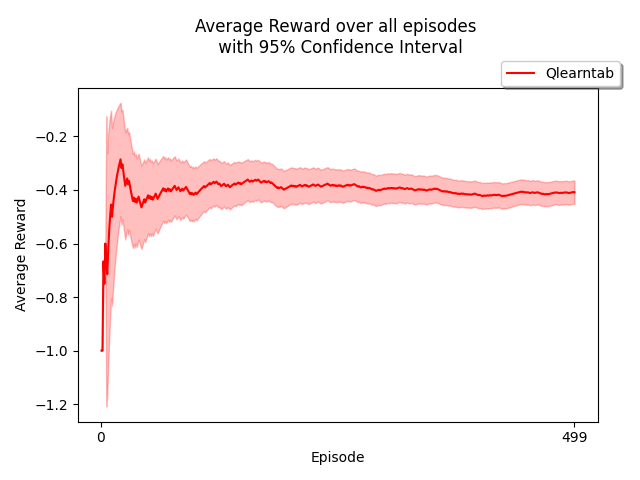 Average Reward over all episodes
with 95% Confidence Interval
Qlearntab
−0.2
−0.4
−0.6
−0.8
−1.0
−1.2
Average Reward
0
499
Episode